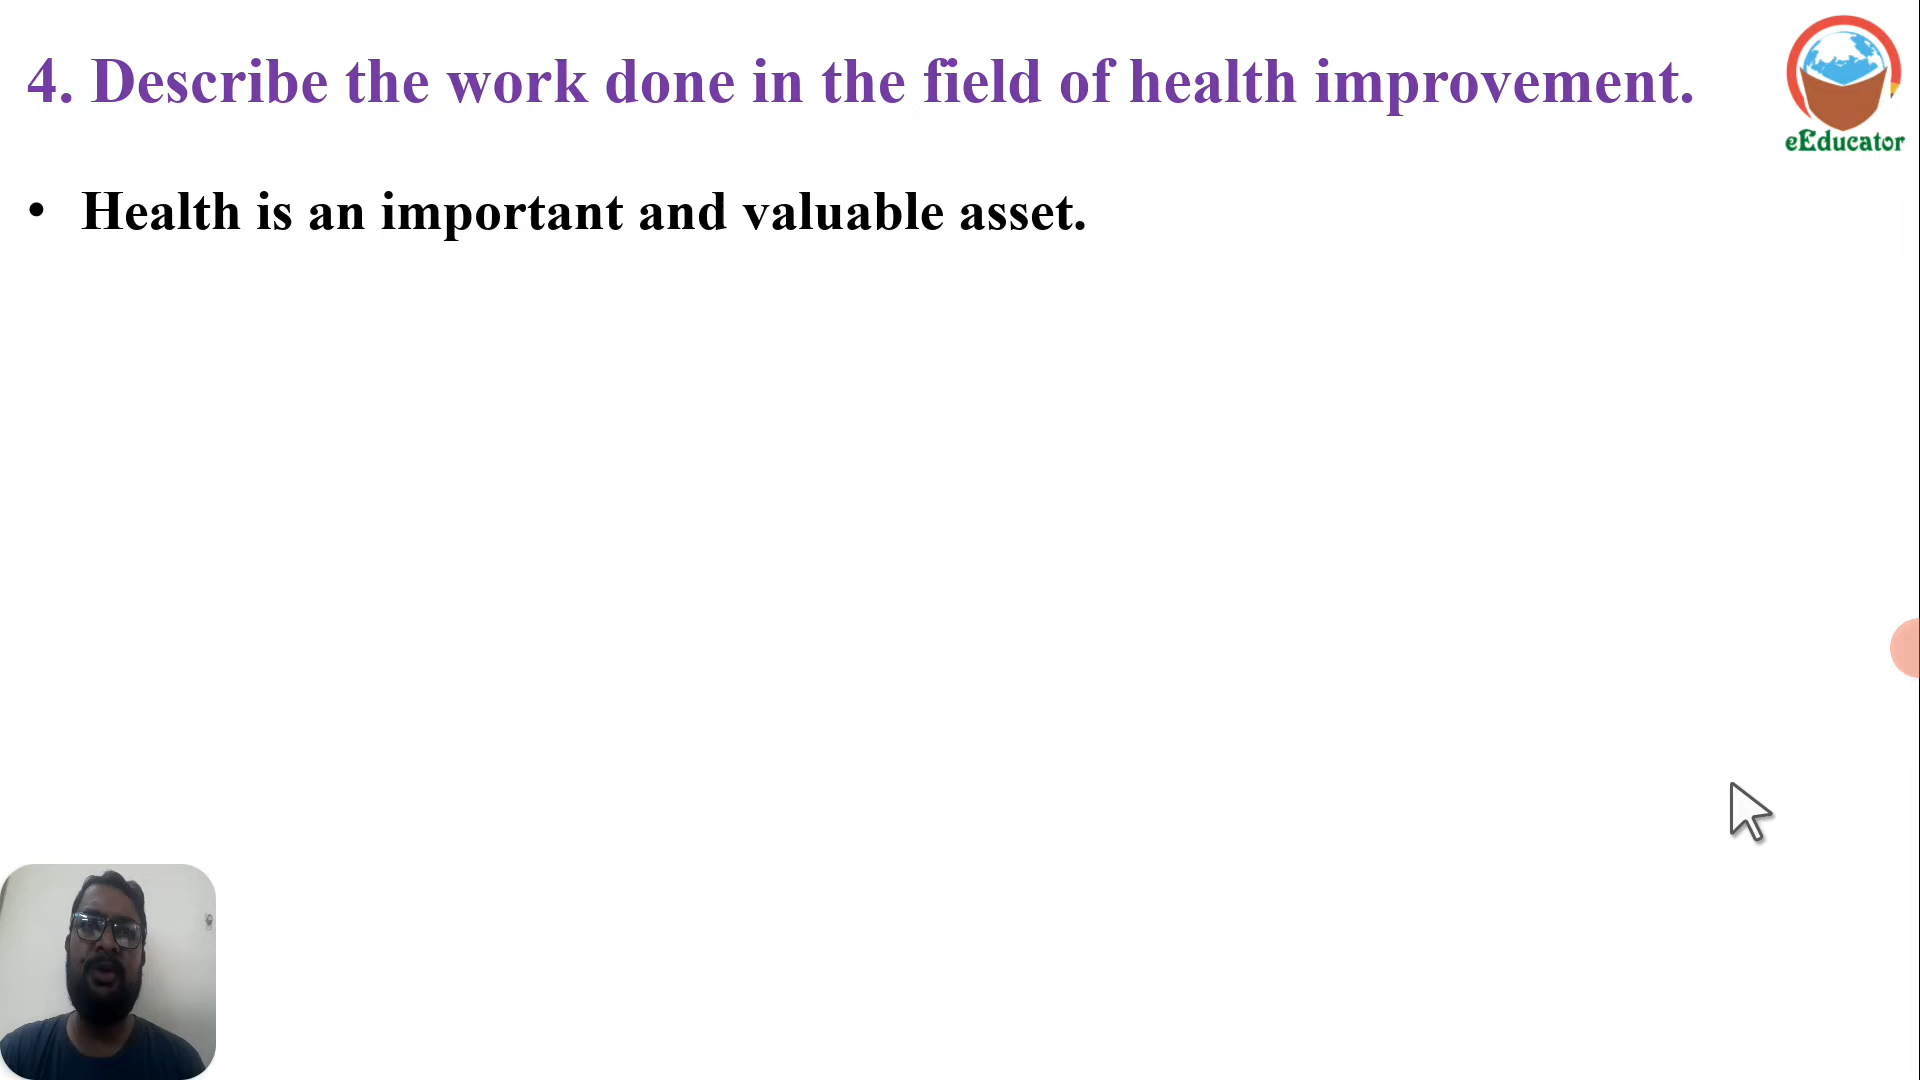 4. Describe the work done in the field of health improvement.
eEducator
• Health is an important and valuable asset.